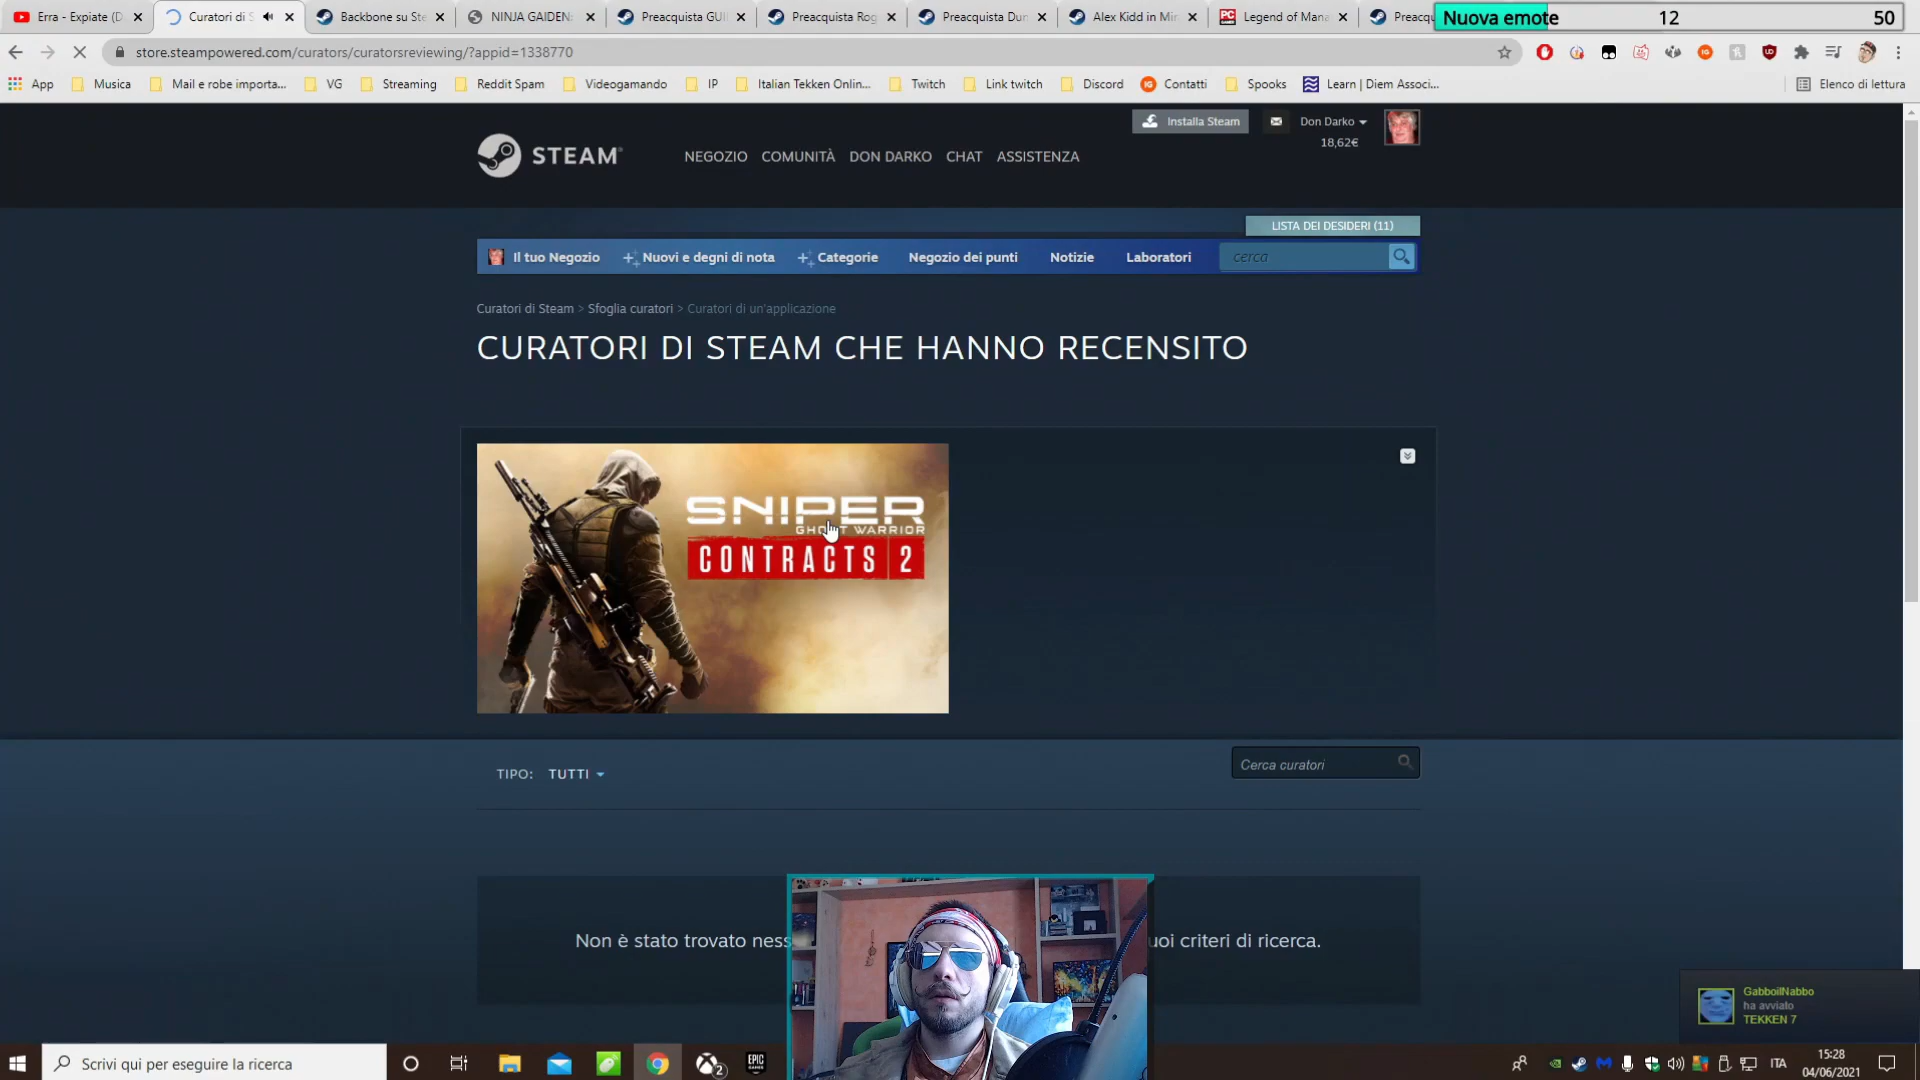 Erra - Expiate (D
Curatori di S
Backbone su Ste
NINJA GAIDEN:
Preacquista GUI
Preacquista Rog
Preacquista Dun
Alex Kidd in Mir
Legend of Mana
Preacqu
Nuova emote 12 50
store.steampowered.com/curators/curatorsreviewing/?appid=1338770
App
Musica
Mail e robe importa...
VG
Streaming
Reddit Spam
Videogamando
IP
Italian Tekken Onlin...
Twitch
Link twitch
Discord
Contatti
Spooks
Learn | Diem Associ...
Elenco di lettura
Installa Steam
Don Darko
18,62€
STEAM
NEGOZIO COMUNITÀ DON DARKO CHAT ASSISTENZA
LISTA DEI DESIDERI (11)
Il tuo Negozio Nuovi e degni di nota Categorie Negozio dei punti Notizie Laboratori cerca
Curatori di Steam > Sfoglia curatori > Curatori di un'applicazione
CURATORI DI STEAM CHE HANNO RECENSITO
SNIPER
GHOST WARRIOR
CONTRACTS 2
TIPO: TUTTI
Cerca curatori
Non è stato trovato ness
uoi criteri di ricerca.
GabboilNabbo
ha avviato
TEKKEN 7
Scrivi qui per eseguire la ricerca
2
EPIC
GAMES
ITA
15:28
04/06/2021